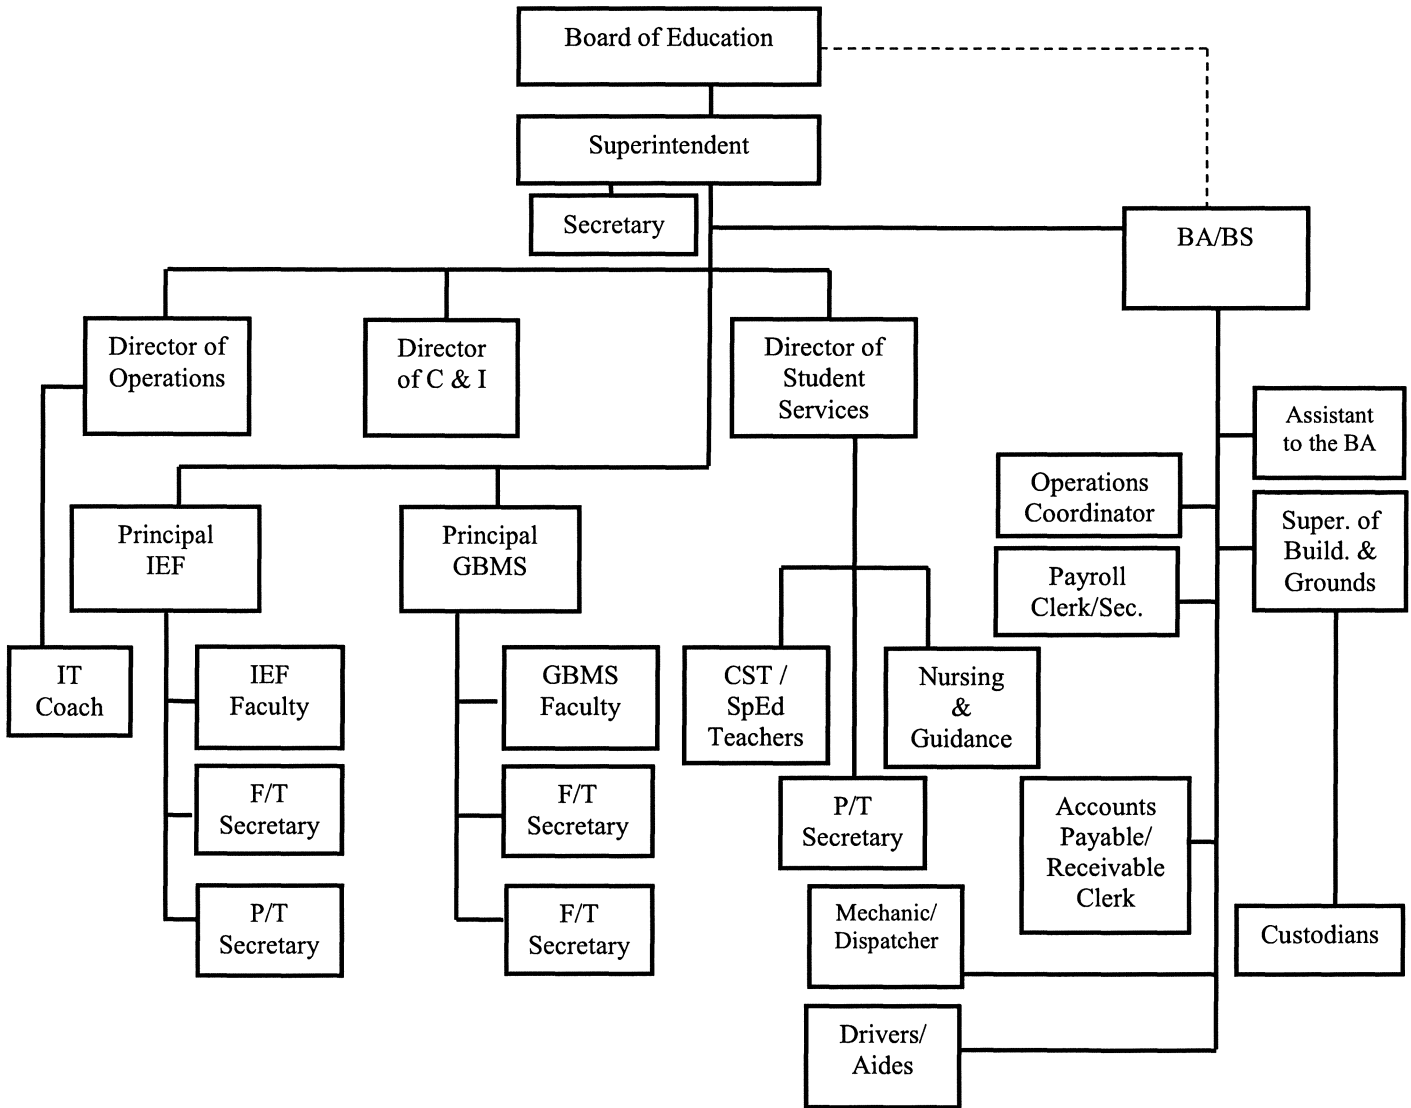 Board of Education
Superintendent
Secretary
BA/BS
Director of
Operations
Director
of C & I
Director of
Student
Services
Assistant
to the BA
Operations
Coordinator
Super. of
Build. &
Grounds
Principal
IEF
Principal
GBMS
Payroll
Clerk/Sec.
IT
Coach
IEF
Faculty
GBMS
Faculty
CST /
SpEd
Teachers
Nursing
&
Guidance
F/T
Secretary
F/T
Secretary
P/T
Secretary
Accounts
Payable/
Receivable
Clerk
P/T
Secretary
F/T
Secretary
Mechanic/
Dispatcher
Custodians
Drivers/
Aides